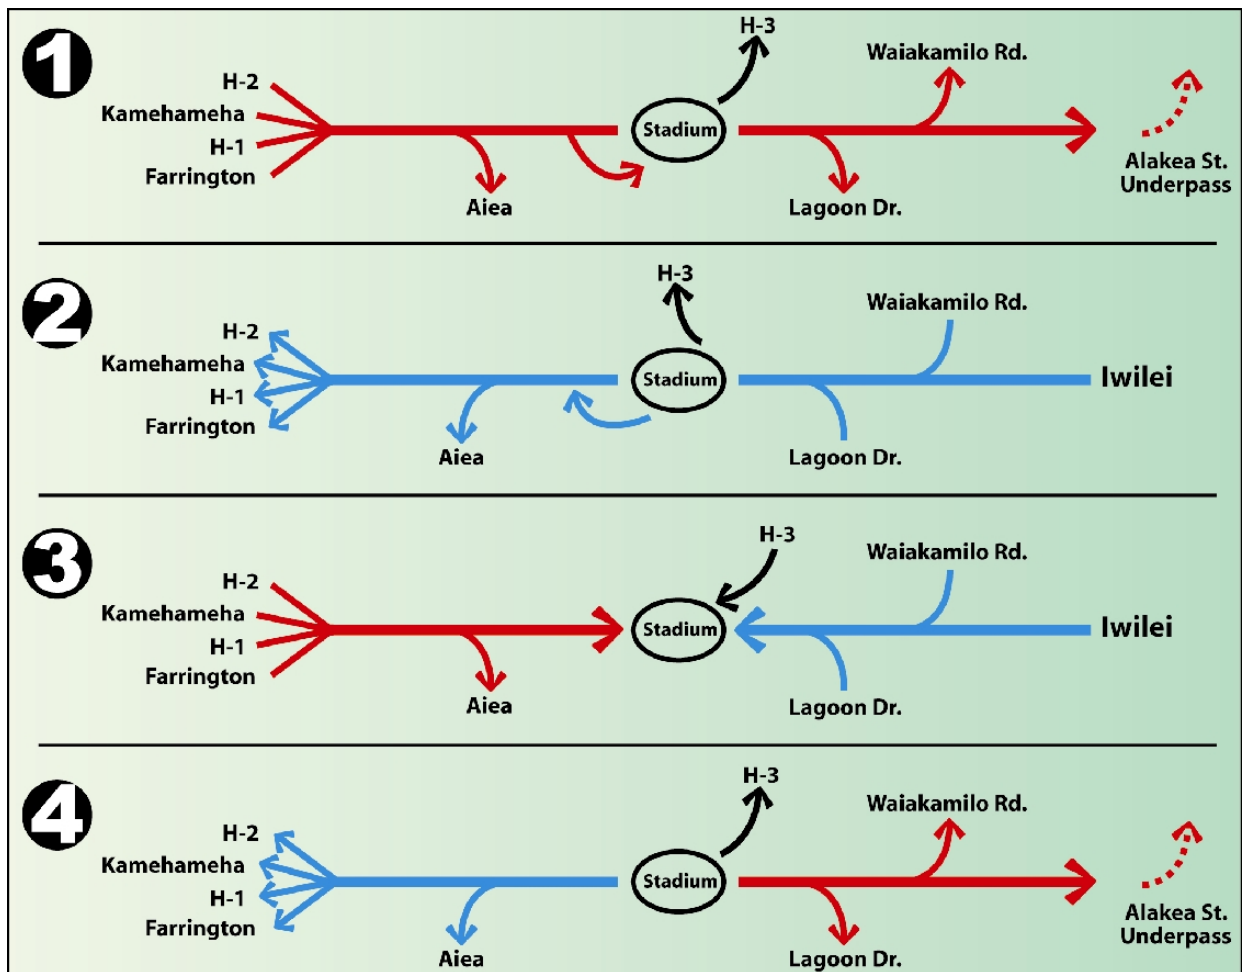 1
H-3
Waiakamilo Rd.
H-2
Kamehameha
H-1
Farrington
Stadium
Aiea
Lagoon Dr.
Alakea St.
Underpass
2
H-3
Waiakamilo Rd.
H-2
Kamehameha
H-1
Farrington
Stadium
Iwilei
Aiea
Lagoon Dr.
3
H-3
Waiakamilo Rd.
H-2
Kamehameha
H-1
Farrington
Stadium
Iwilei
Aiea
Lagoon Dr.
4
H-3
Waiakamilo Rd.
H-2
Kamehameha
H-1
Farrington
Stadium
Aiea
Lagoon Dr.
Alakea St.
Underpass